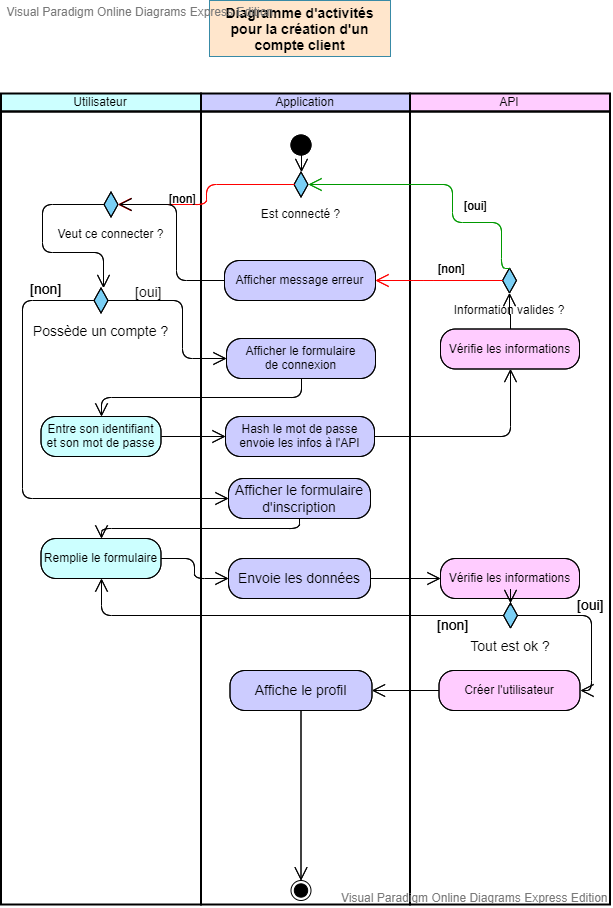 Visual Paradigm Online Diagrams Express Edition
Diagramme d'activités
pour la création d'un
compte client
Utilisateur
Application
API
[non]
[oui]
Est connecté ?
Veut ce connecter ?
[non]
Afficher message erreur
[non]
[oui]
Information valides ?
Possède un compte ?
Afficher le formulaire
de connexion
Vérifie les informations
Entre son identifiant
et son mot de passe
Hash le mot de passe
envoie les infos à l'API
Afficher le formulaire
d'inscription
Remplie le formulaire
Envoie les données
Vérifie les informations
[oui]
[non]
Tout est ok ?
Affiche le profil
Créer l'utilisateur
Visual Paradigm Online Diagrams Express Edition